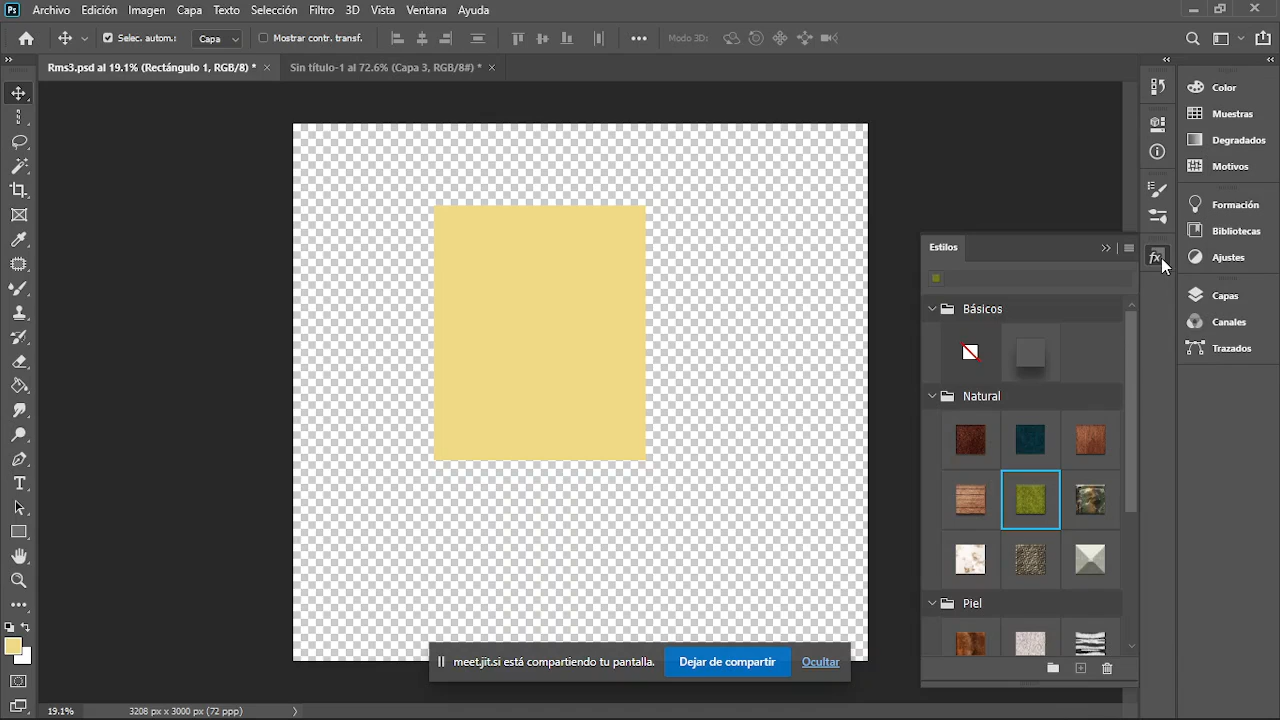 Ps Archivo Edición Imagen Capa Texto Selección Filtro 3D Vista Ventana Ayuda
Selec. autom.: Capa Mostrar contr. transf. Modo 3D:
Rms3.psd al 19.1% (Rectángulo 1, RGB/8) * × Sin título-1 al 72.6% (Capa 3, RGB/8#) * ×
Color
Muestras
Degradados
Motivos
Formación
Bibliotecas
Ajustes
Capas
Canales
Trazados
Estilos
fx
Básicos
Natural
Piel
meet.jit.si está compartiendo tu pantalla. Dejar de compartir Ocultar
19.1% 3208 px x 3000 px (72 ppp)